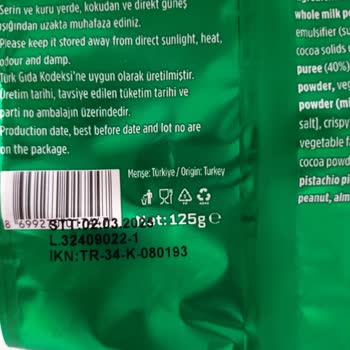 Serin ve kuru yerde, kokudan ve direkt güneş
ışığından uzakta muhafaza ediniz.
Please keep it stored away from direct sunlight, heat,
odour and damp.
Türk Gıda Kodeksi'ne uygun olarak üretilmiştir.
Üretim tarihi, tavsiye edilen tüketim tarihi ve
parti no ambalajın üzerindedir.
Production date, best before date and lot no are
on the package.
Menşe: Türkiye / Origin: Turkey
125g e
STT:02.03.
L.32409022-1
IKN:TR-34-K-080193
whole milk
emulsifier
cocoa solids
puree (40%)
powder,
powder
salt], crispy
vegetable
cocoa
pistachio
peanut,